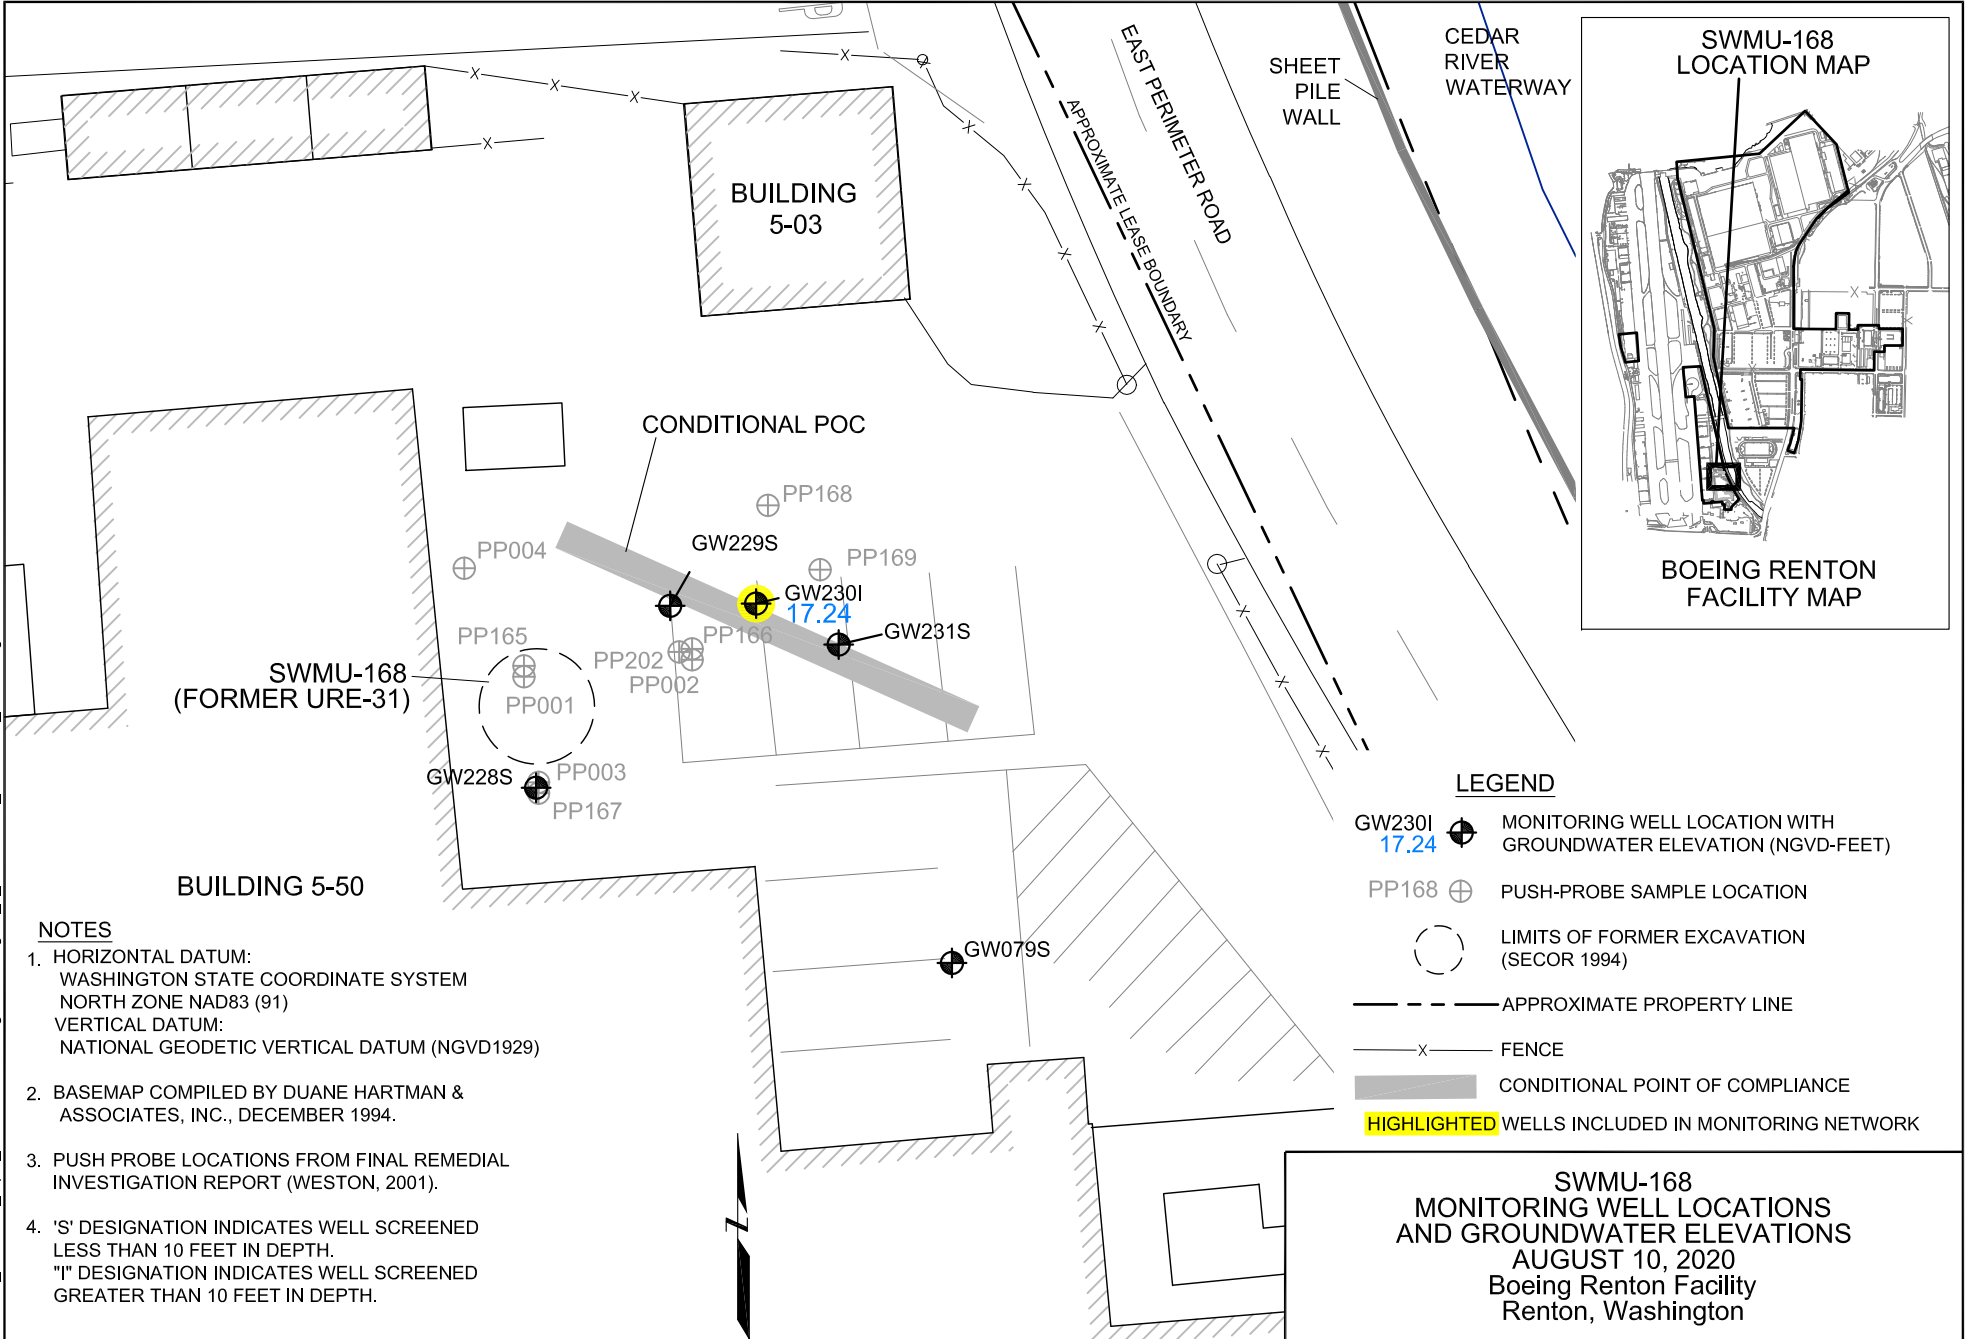 EAST PERIMETER ROAD
APPROXIMATE LEASE BOUNDARY
SHEET
PILE
WALL
CEDAR
RIVER
WATERWAY
SWMU-168
LOCATION MAP
BOEING RENTON
FACILITY MAP
BUILDING
5-03
CONDITIONAL POC
PP168
GW229S
PP004
PP169
GW230I
17.24
GW231S
PP165
PP166
PP202
PP002
SWMU-168
(FORMER URE-31)
PP001
GW228S
PP003
PP167
BUILDING 5-50
GW079S
NOTES
1. HORIZONTAL DATUM:
WASHINGTON STATE COORDINATE SYSTEM
NORTH ZONE NAD83 (91)
VERTICAL DATUM:
NATIONAL GEODETIC VERTICAL DATUM (NGVD1929)
2. BASEMAP COMPILED BY DUANE HARTMAN &
ASSOCIATES, INC., DECEMBER 1994.
3. PUSH PROBE LOCATIONS FROM FINAL REMEDIAL
INVESTIGATION REPORT (WESTON, 2001).
4. 'S' DESIGNATION INDICATES WELL SCREENED
LESS THAN 10 FEET IN DEPTH.
"I" DESIGNATION INDICATES WELL SCREENED
GREATER THAN 10 FEET IN DEPTH.
Z
LEGEND
GW230I
17.24
MONITORING WELL LOCATION WITH
GROUNDWATER ELEVATION (NGVD-FEET)
PP168
PUSH-PROBE SAMPLE LOCATION
LIMITS OF FORMER EXCAVATION
(SECOR 1994)
APPROXIMATE PROPERTY LINE
X
FENCE
CONDITIONAL POINT OF COMPLIANCE
HIGHLIGHTED WELLS INCLUDED IN MONITORING NETWORK
SWMU-168
MONITORING WELL LOCATIONS
AND GROUNDWATER ELEVATIONS
AUGUST 10, 2020
Boeing Renton Facility
Renton, Washington